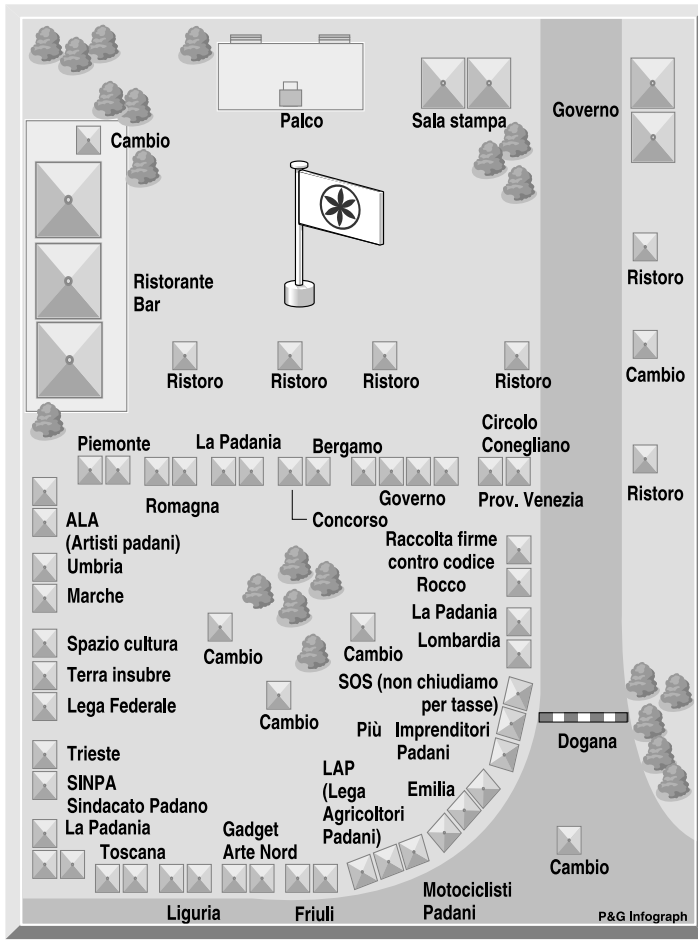 Palco
Sala stampa
Governo
Cambio
Ristorante
Bar
Ristoro
Ristoro
Ristoro
Ristoro
Ristoro
Cambio
Circolo
Conegliano
Piemonte
La Padania
Bergamo
Romagna
Governo
Prov. Venezia
Ristoro
Concorso
ALA
(Artisti padani)
Umbria
Marche
Raccolta firme
contro codice
Rocco
La Padania
Lombardia
Spazio cultura
Terra insubre
Lega Federale
Cambio
Cambio
Cambio
SOS (non chiudiamo
per tasse)
Più Imprenditori
Padani
Dogana
Trieste
SINPA
Sindacato Padano
La Padania
LAP
(Lega
Agricoltori
Padani)
Emilia
Toscana
Gadget
Arte Nord
Cambio
Liguria
Friuli
Motociclisti
Padani
P&G Infograph